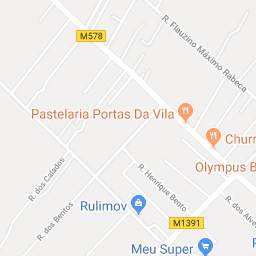 M578
R. Flauzino Máximo Rabeca
Pastelaria Portas Da Vila
Churr
Olympus B
R. dos Caiados
R. Henrique Bento
R. dos Bentos
Rulimov
R. dos Alve
M1391
Meu Super